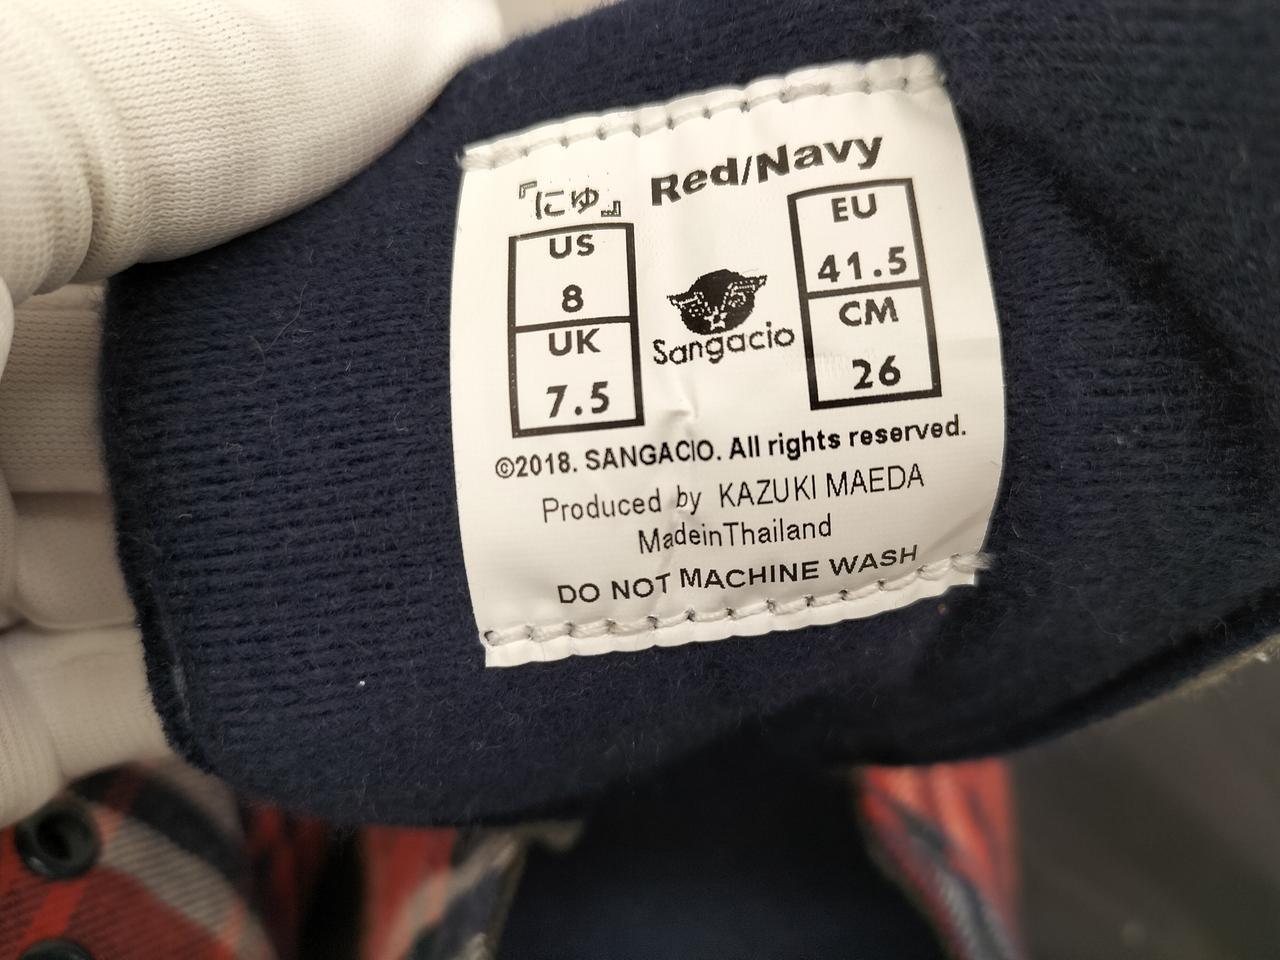 『にゆ』 Red/Navy
US
8
UK
7.5
Sangacio
EU
41.5
CM
26
©2018. SANGACIO. All rights reserved.
Produced by KAZUKI MAEDA
MadeinThailand
DO NOT MACHINE WASH